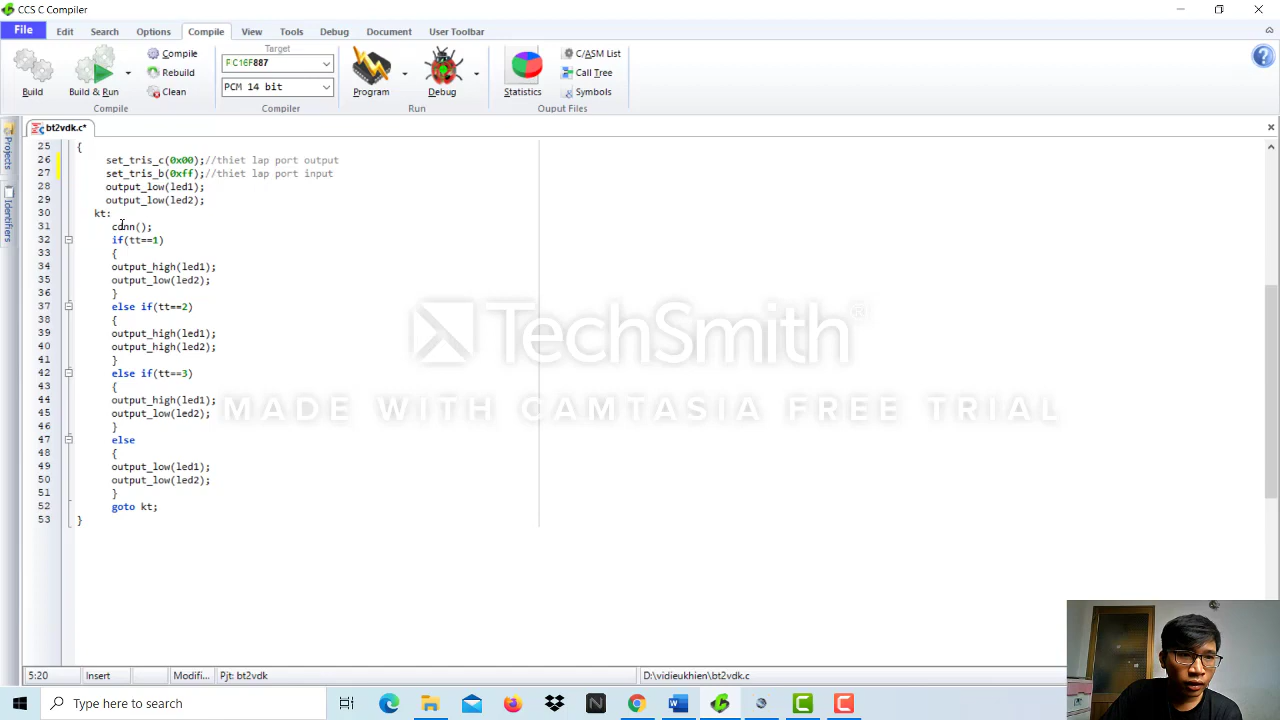 CCS C Compiler
File Edit Search Options Compile View Tools Debug Document User Toolbar
Target
Compile
C/ASM List
Rebuild
PCM 14 bit
Call Tree
Build
Build & Run
Clean
Program
Debug
Statistics
Symbols
Compile
Compiler
Run
Ouput Files
bt2vdk.c*
Projects
Identifiers
25 {
26 set_tris_c(0x00);//thiet lap port output
27 set_tris_b(0xff);//thiet lap port input
28 output_low(led1);
29 output_low(led2);
30 kt:
31
32 if(tt==1)
33 {
34 output_high(led1);
35 output_low(led2);
36 }
37 else if(tt==2)
38 {
39 output_high(led1);
40 output_high(led2);
41 }
42 else if(tt==3)
43 {
44 output_high(led1);
45 output_low(led2);
46 }
47 else
48 {
49 output_low(led1);
50 output_low(led2);
51 }
52 goto kt;
53 }
TechSmith®
MADE WITH CAMTASIA FREE TRIAL
5:20 Insert Modifi... Pjt: bt2vdk D:\vidieukhien\bt2vdk.c
Type here to search